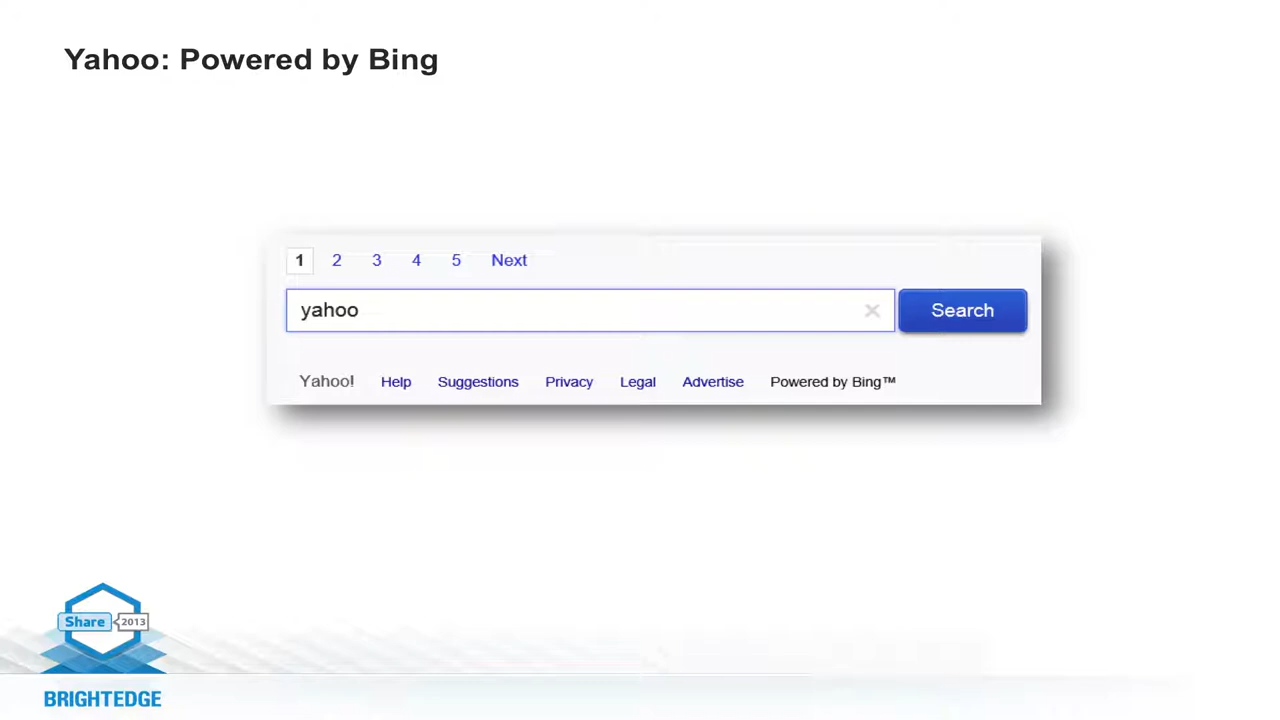 Yahoo: Powered by Bing
1 2 3 4 5 Next
yahoo Search
Yahoo! Help Suggestions Privacy Legal Advertise Powered by Bing™
Share 2013
BRIGHTEDGE